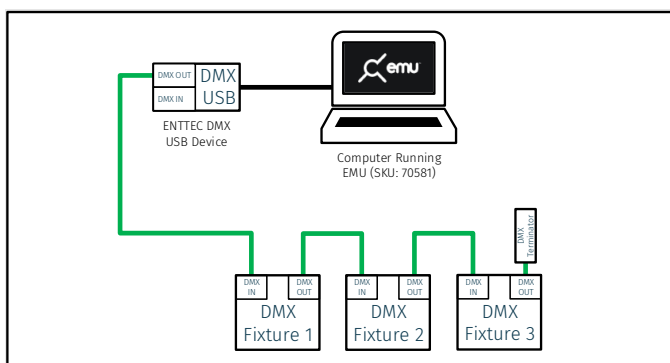 emu
DMX OUT
DMX IN
DMX
USB
ENTTEC DMX
USB Device
Computer Running
EMU (SKU: 70581)
DMX
Terminator
DMX
IN
DMX
OUT
DMX
Fixture 1
DMX
IN
DMX
OUT
DMX
Fixture 2
DMX
IN
DMX
OUT
DMX
Fixture 3